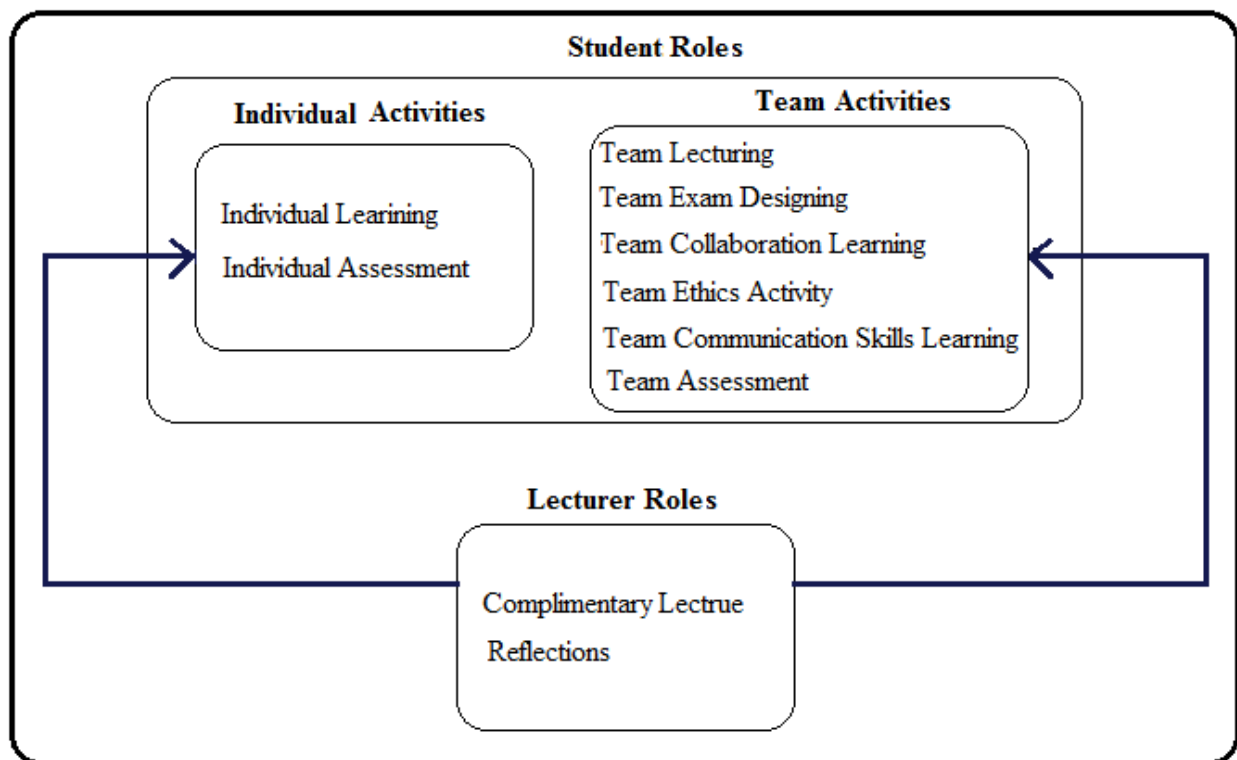 Student Roles
Individual Activities
Individual Learining
Individual Assessment
Team Activities
Team Lecturing
Team Exam Designing
Team Collaboration Learning
Team Ethics Activity
Team Communication Skills Learning
Team Assessment
Lecturer Roles
Complimentary Lectrue
Reflections